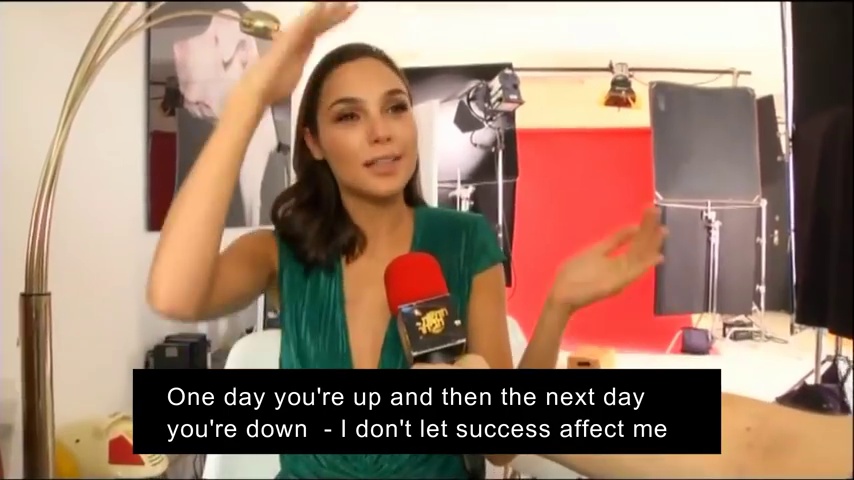 One day you're up and then the next day
you're down - I don't let success affect me